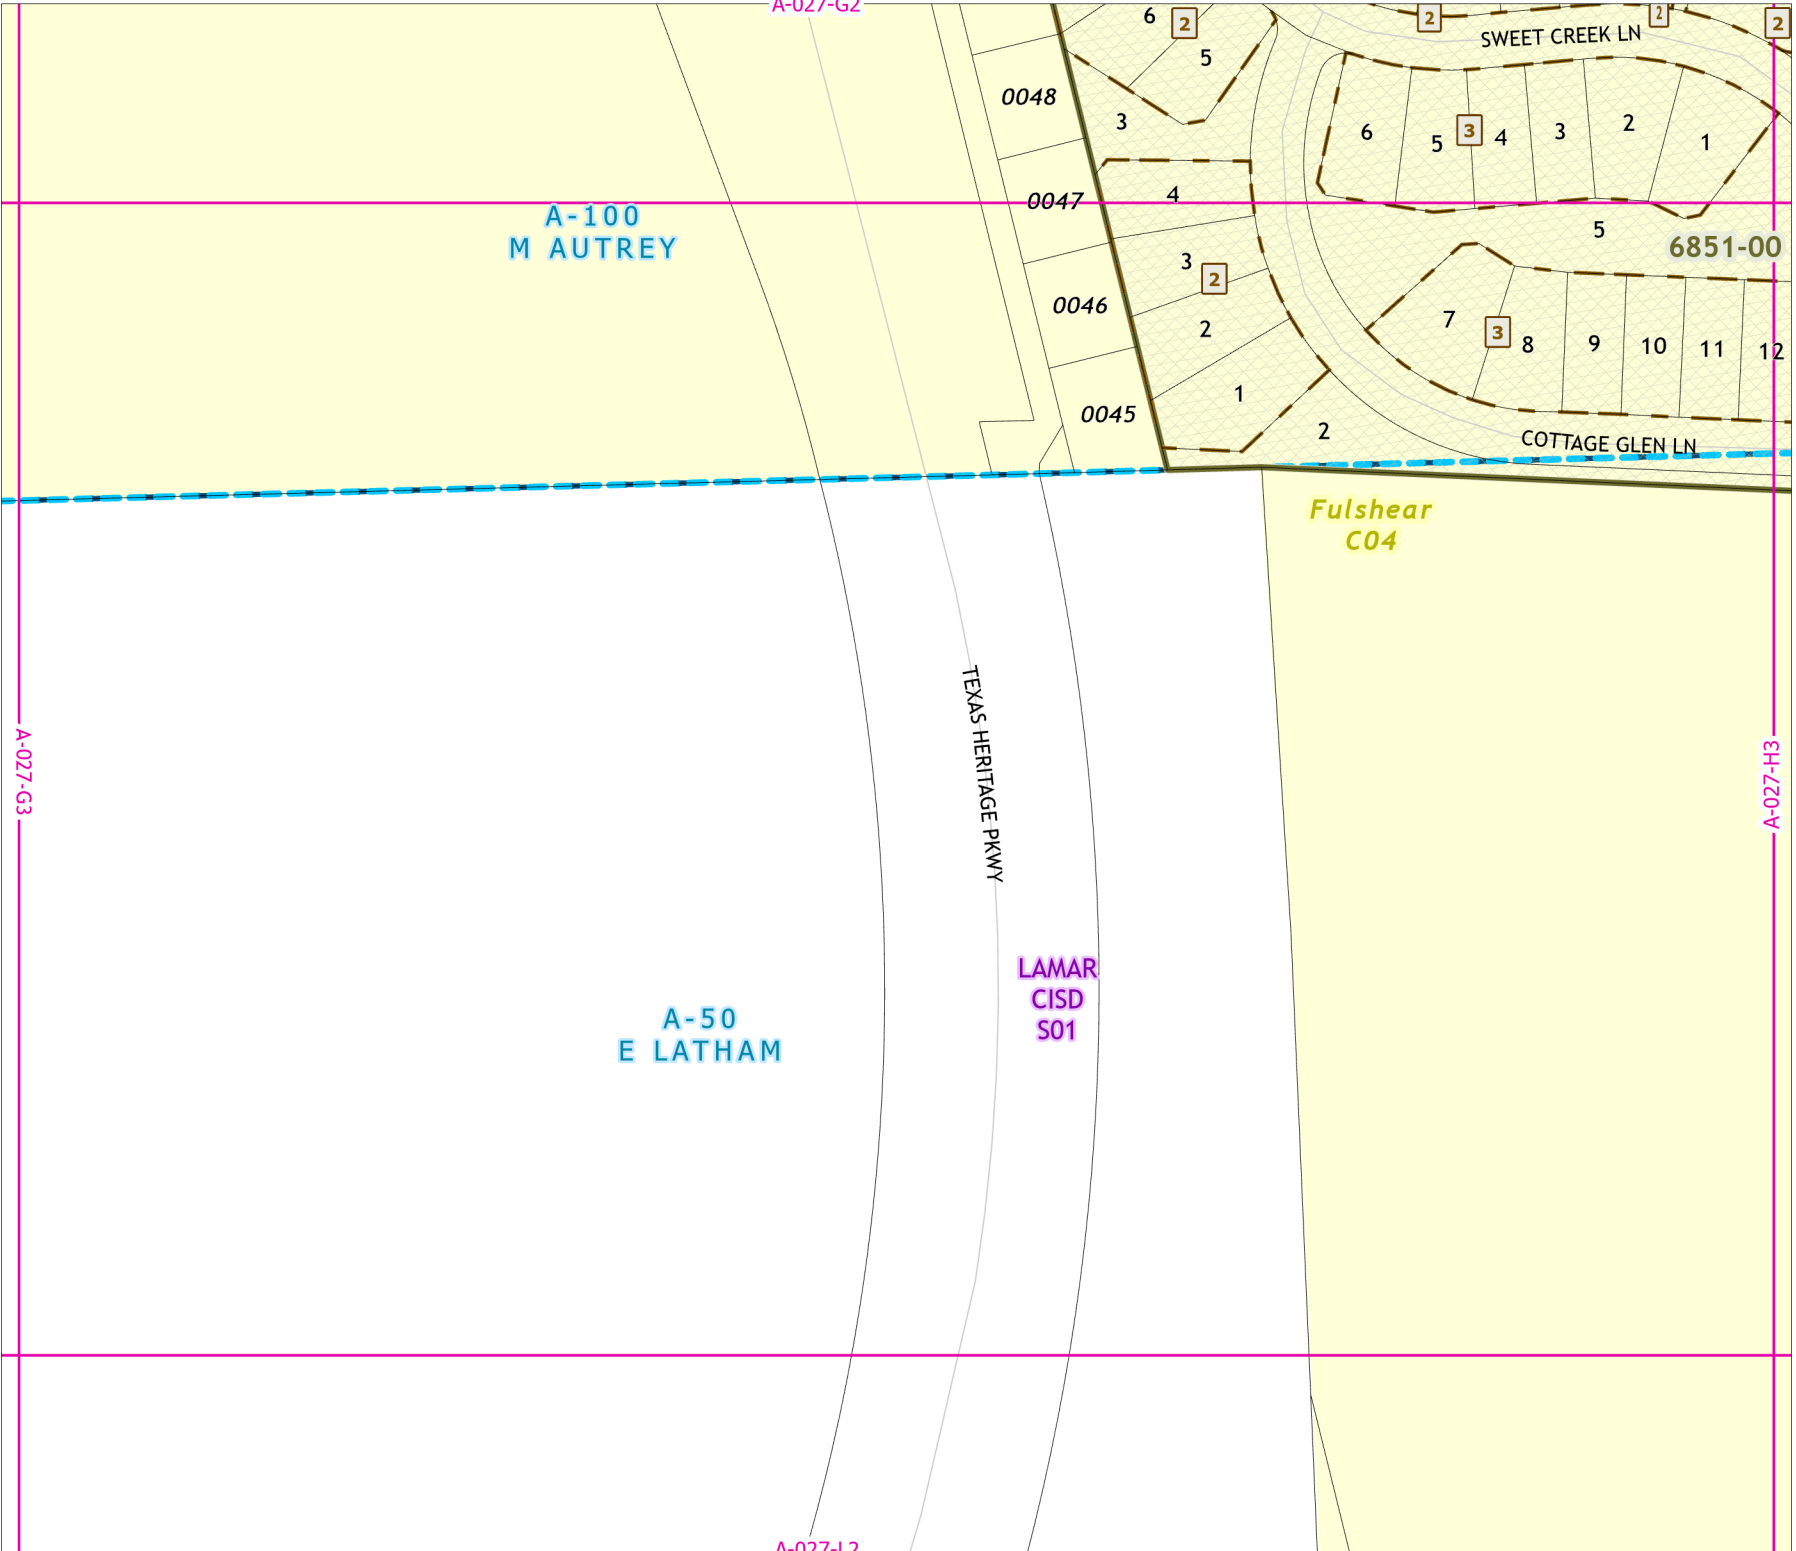 A-027-G2
6
2
5
2
2
2
SWEET CREEK LN
0048
3
6
5
3
4
3
2
1
0047
4
A-100
M AUTREY
5
6851-00
3
2
0046
2
7
3
8
9
10
11
12
1
0045
2
COTTAGE GLEN LN
Fulshear
C04
TEXAS HERITAGE PKWY
A-027-G3
A-027-H3
LAMAR
CISD
S01
A-50
E LATHAM
A-027-L2